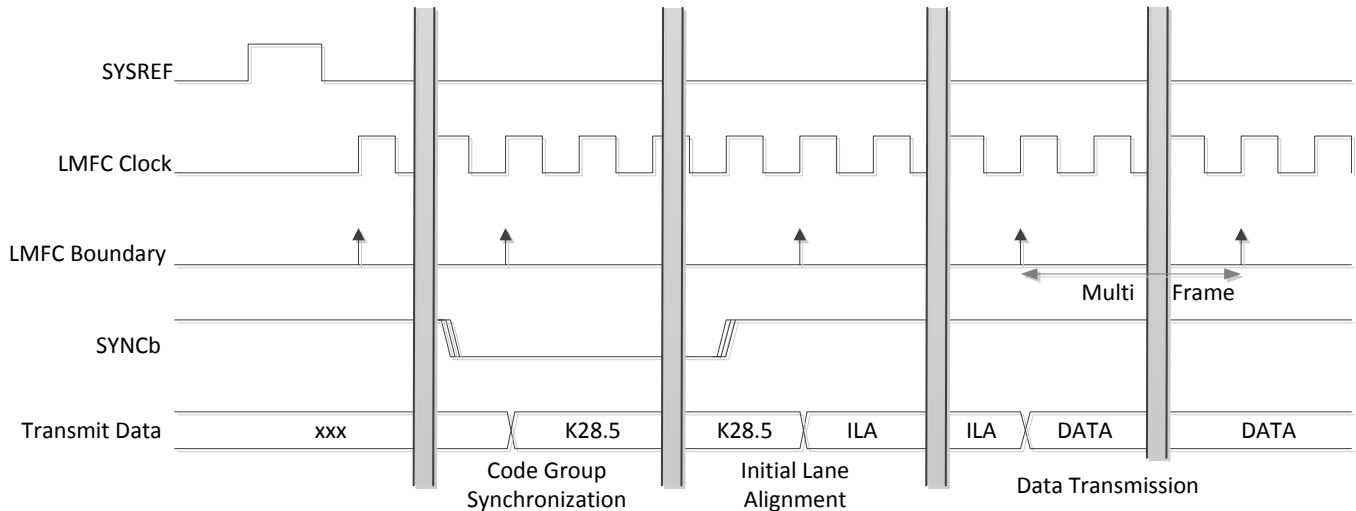 SYSREF
LMFC Clock
LMFC Boundary
Multi Frame
SYNCb
Transmit Data xxx K28.5 K28.5 ILA ILA DATA DATA
Code Group
Synchronization
Initial Lane
Alignment
Data Transmission